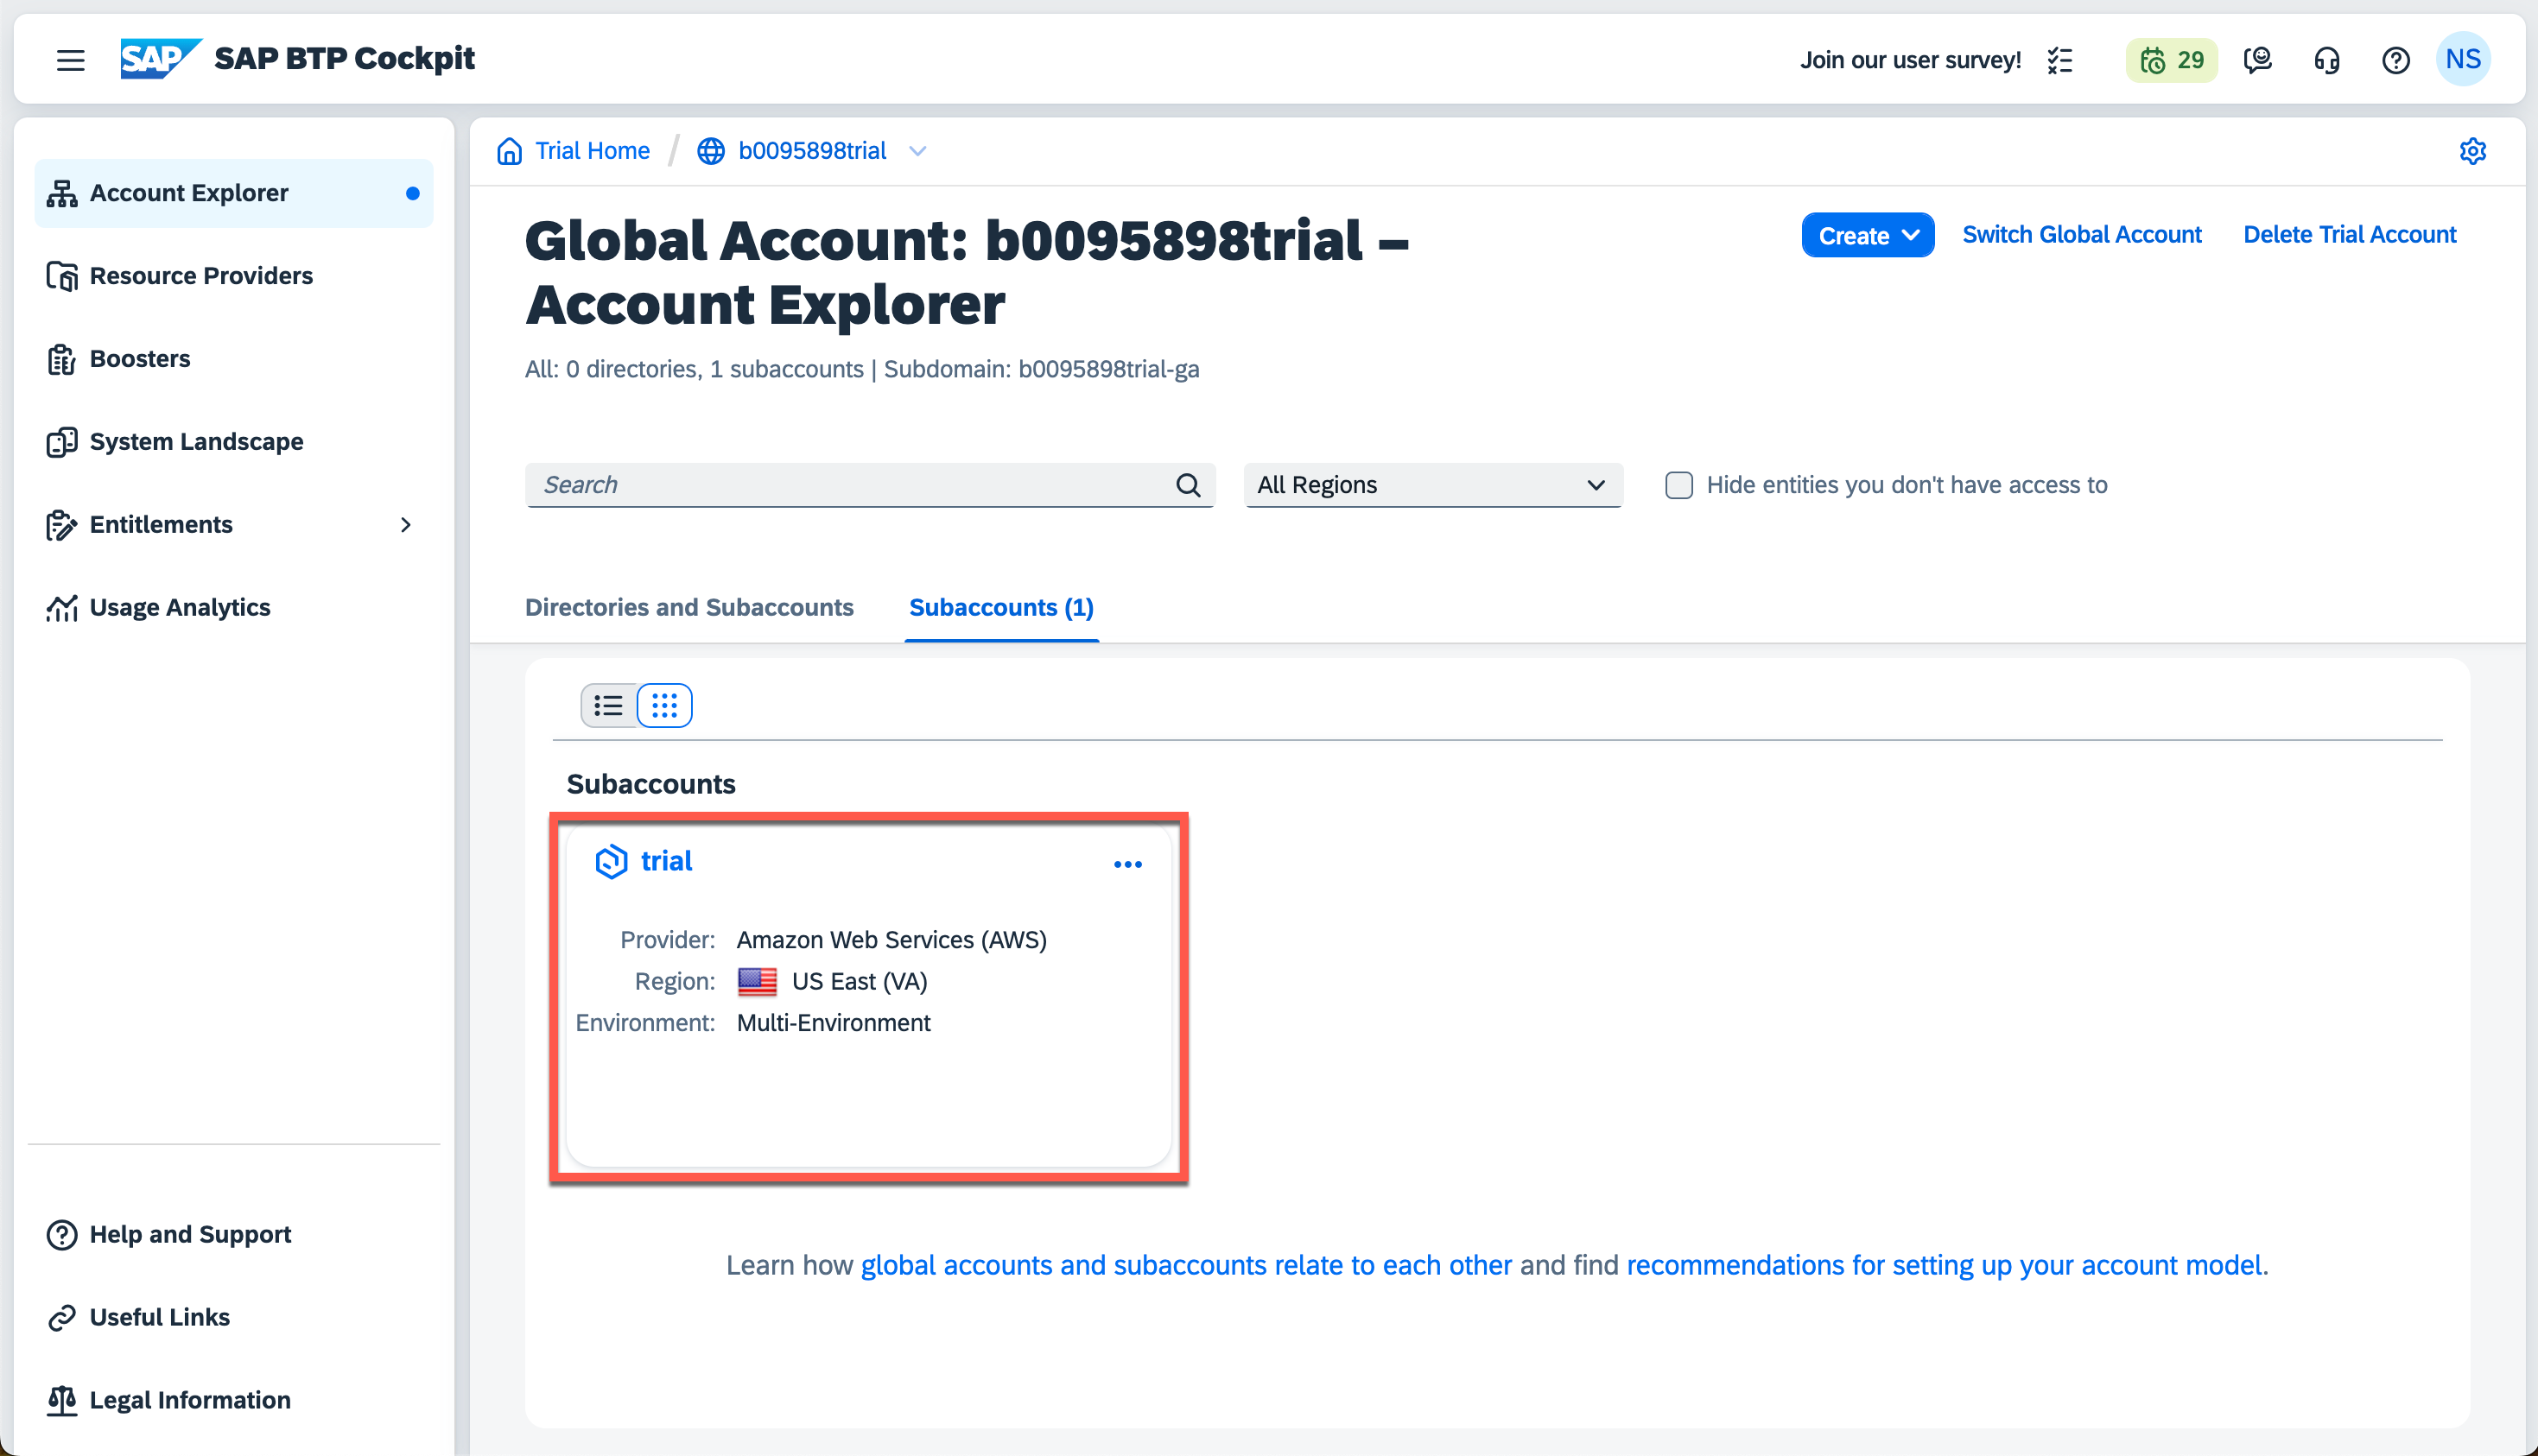 SAP SAP BTP Cockpit
Join our user survey!
29
NS
Account Explorer
Resource Providers
Boosters
System Landscape
Entitlements
Usage Analytics
Help and Support
Useful Links
Legal Information
Trial Home / b0095898trial
Global Account: b0095898trial –
Account Explorer
Create
Switch Global Account
Delete Trial Account
All: 0 directories, 1 subaccounts | Subdomain: b0095898trial-ga
Search
All Regions
Hide entities you don't have access to
Directories and Subaccounts
Subaccounts (1)
Subaccounts
trial
Provider: Amazon Web Services (AWS)
Region: US East (VA)
Environment: Multi-Environment
Learn how global accounts and subaccounts relate to each other and find recommendations for setting up your account model.